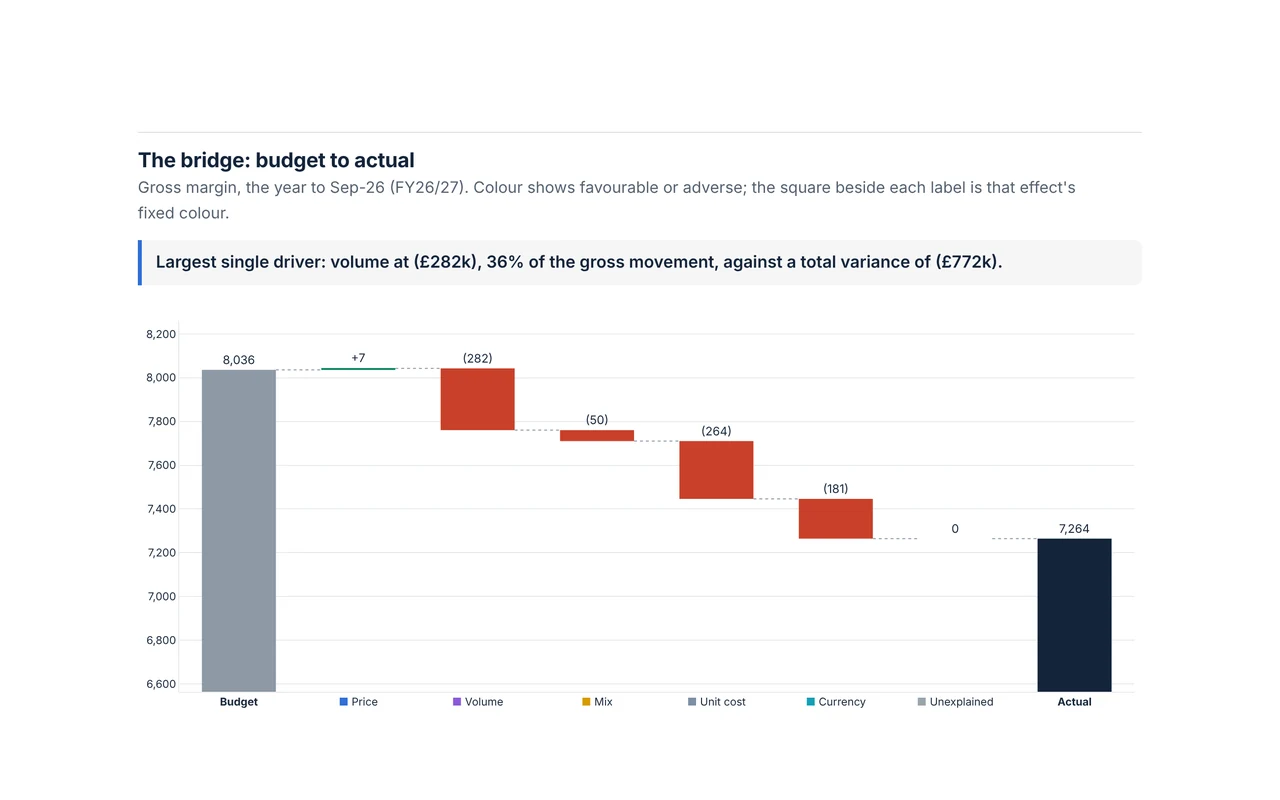 The bridge: budget to actual
Gross margin, the year to Sep-26 (FY26/27). Colour shows favourable or adverse; the square beside each label is that effect's
fixed colour.
Largest single driver: volume at (£282k), 36% of the gross movement, against a total variance of (£772k).
8,200
8,000
7,800
7,600
7,400
7,200
7,000
6,800
6,600
8,036
+7
(282)
(50)
(264)
(181)
0
7,264
Budget
Price
Volume
Mix
Unit cost
Currency
Unexplained
Actual